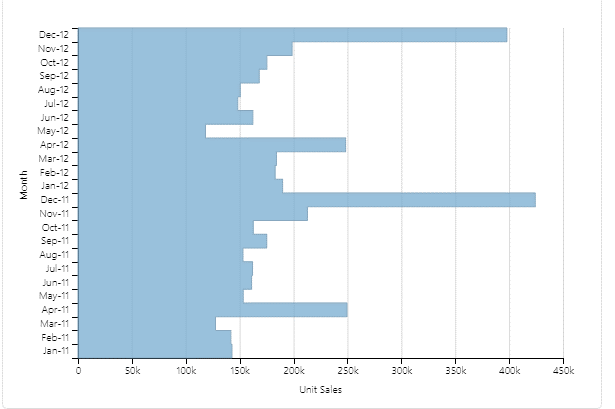 Dec-12
Nov-12
Oct-12
Sep-12
Aug-12
Jul-12
Jun-12
May-12
Apr-12
Mar-12
Feb-12
Jan-12
Dec-11
Nov-11
Oct-11
Sep-11
Aug-11
Jul-11
Jun-11
May-11
Apr-11
Mar-11
Feb-11
Jan-11
Month
0 50k 100k 150k 200k 250k 300k 350k 400k 450k
Unit Sales